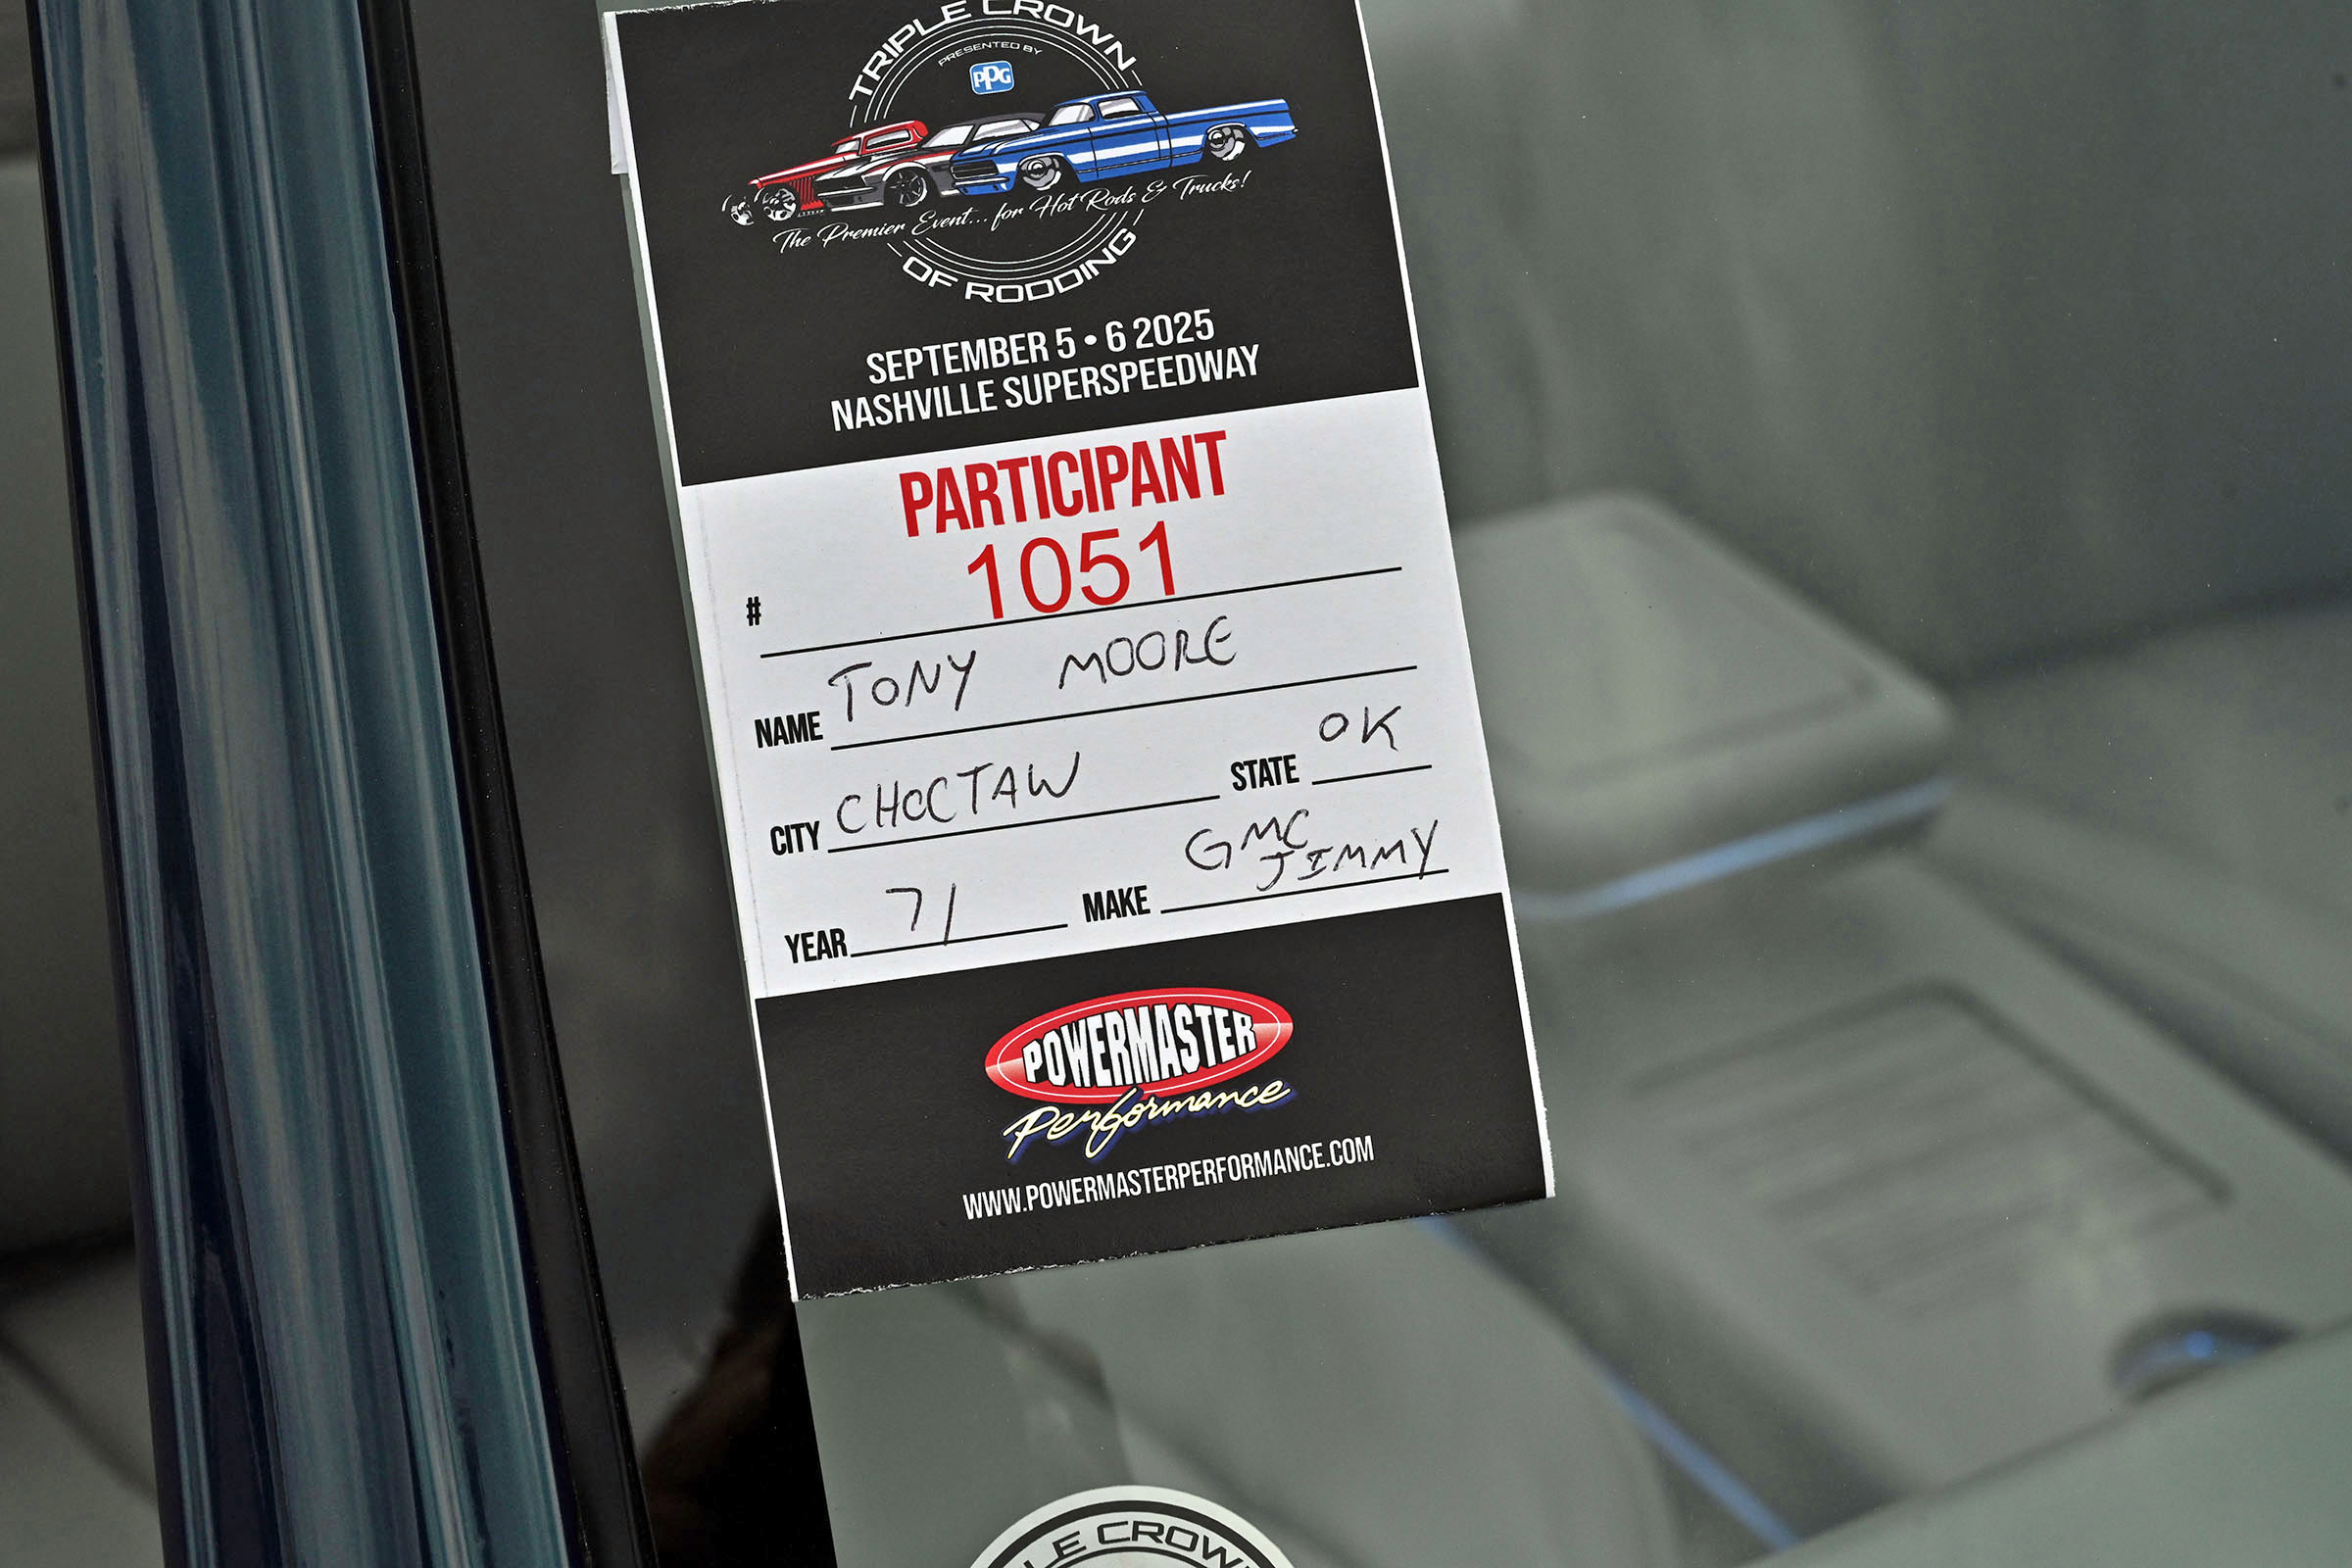 TRIPLE CROWN
PRESENTED BY
PPG
The Premier Event... for Hot Rods & Trucks!
OF RODDING
SEPTEMBER 5 • 6 2025
NASHVILLE SUPERSPEEDWAY
PARTICIPANT
# 1051
NAME TONY MOORE
CITY CHOCTAW STATE OK
YEAR 71 MAKE GMC JIMMY
POWERMASTER
Performance
WWW.POWERMASTERPERFORMANCE.COM
LE CROW